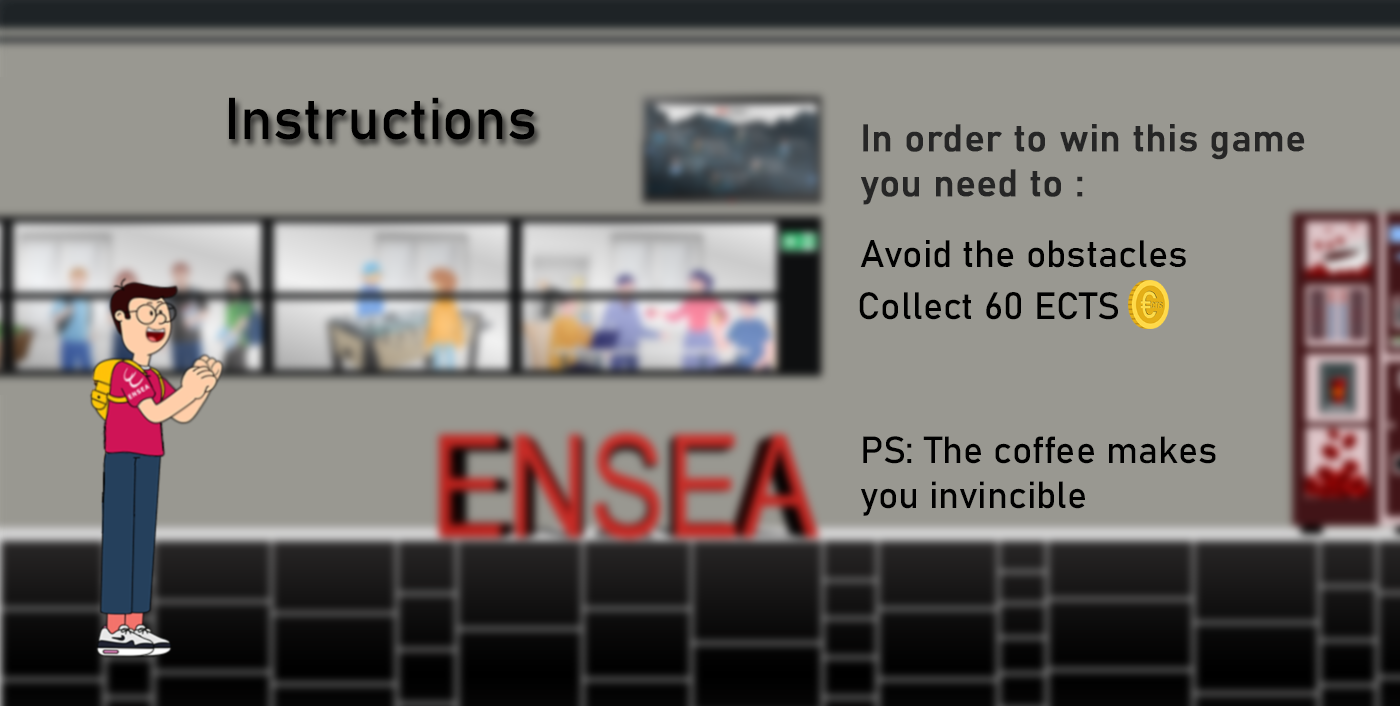 Instructions
In order to win this game
you need to :
Avoid the obstacles
Collect 60 ECTS
PS: The coffee makes
you invincible
ENSEA
ENSEA